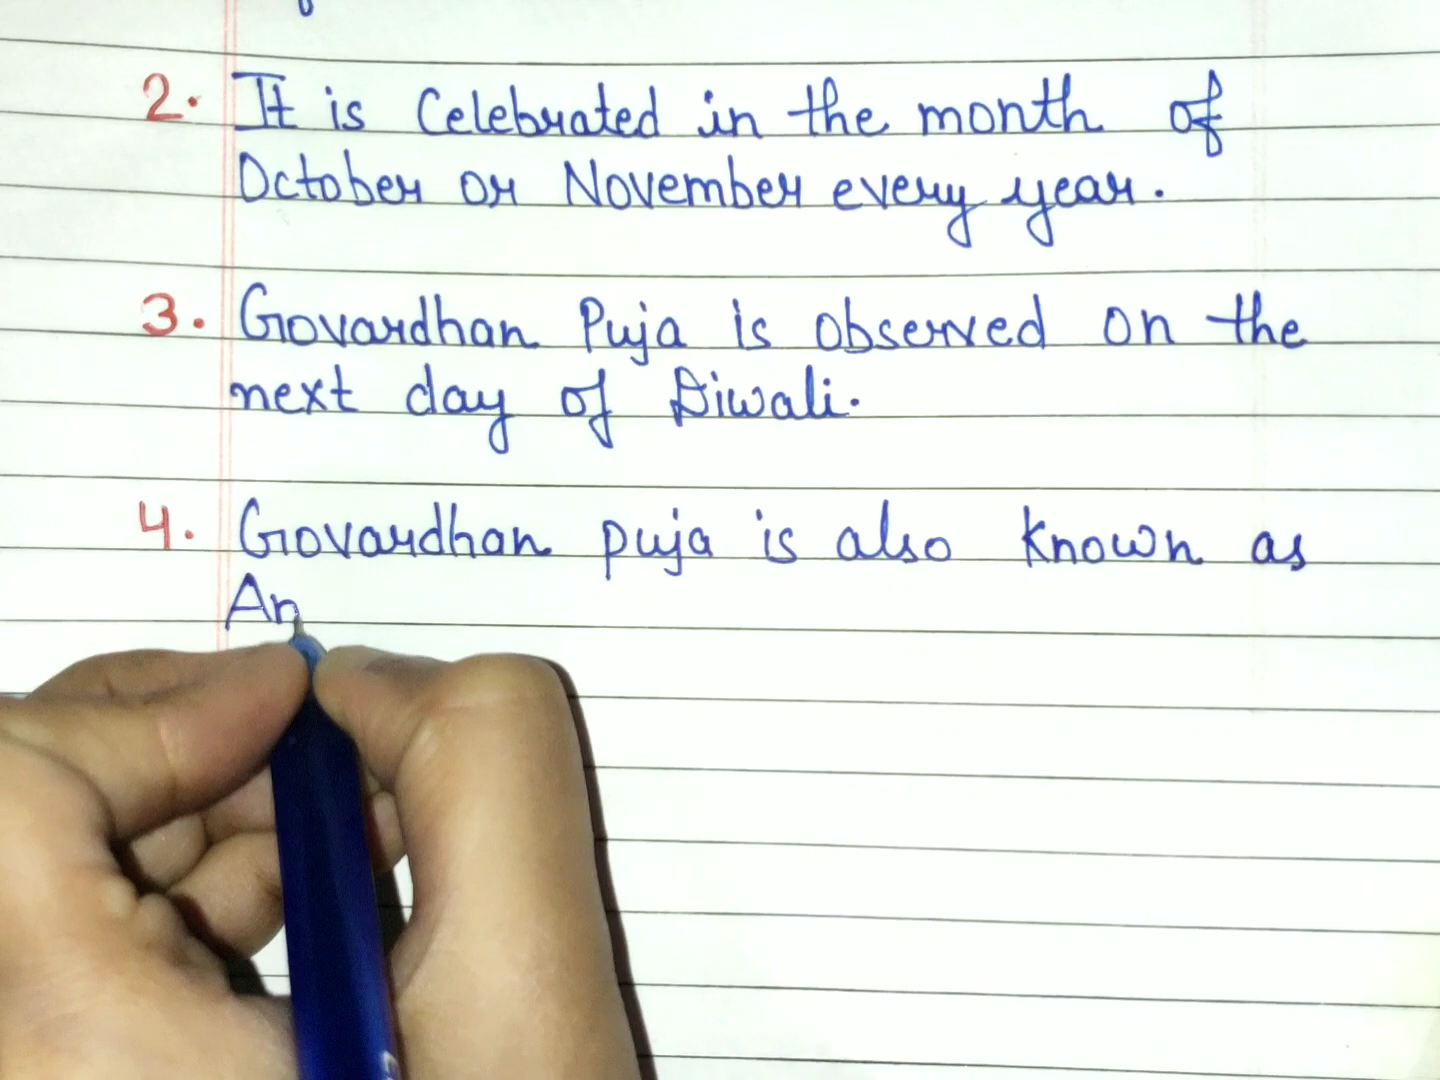 2. It is Celebrated in the month of
October or November every year.
3. Govardhan Puja is observed on the
next day of Diwali.
4. Govardhan puja is also known as
An